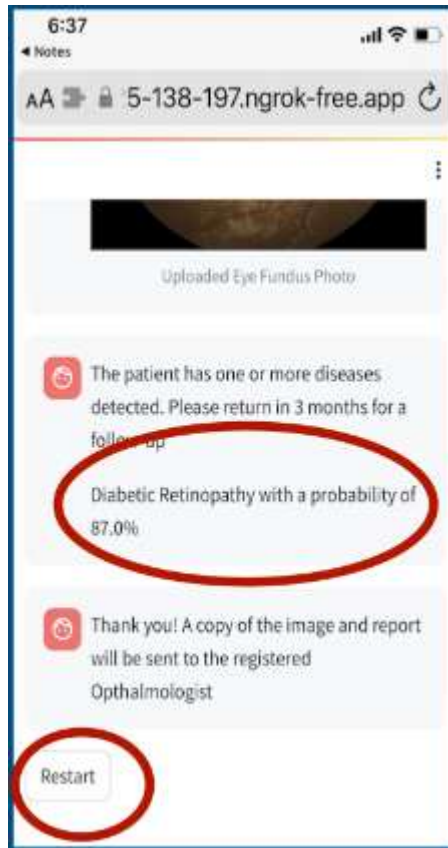 6:37
◀ Notes
AA 5-138-197.ngrok-free.app
Uploaded Eye Fundus Photo
The patient has one or more diseases
detected. Please return in 3 months for a
follow-up
Diabetic Retinopathy with a probability of
87.0%
Thank you! A copy of the image and report
will be sent to the registered
Opthalmologist
Restart